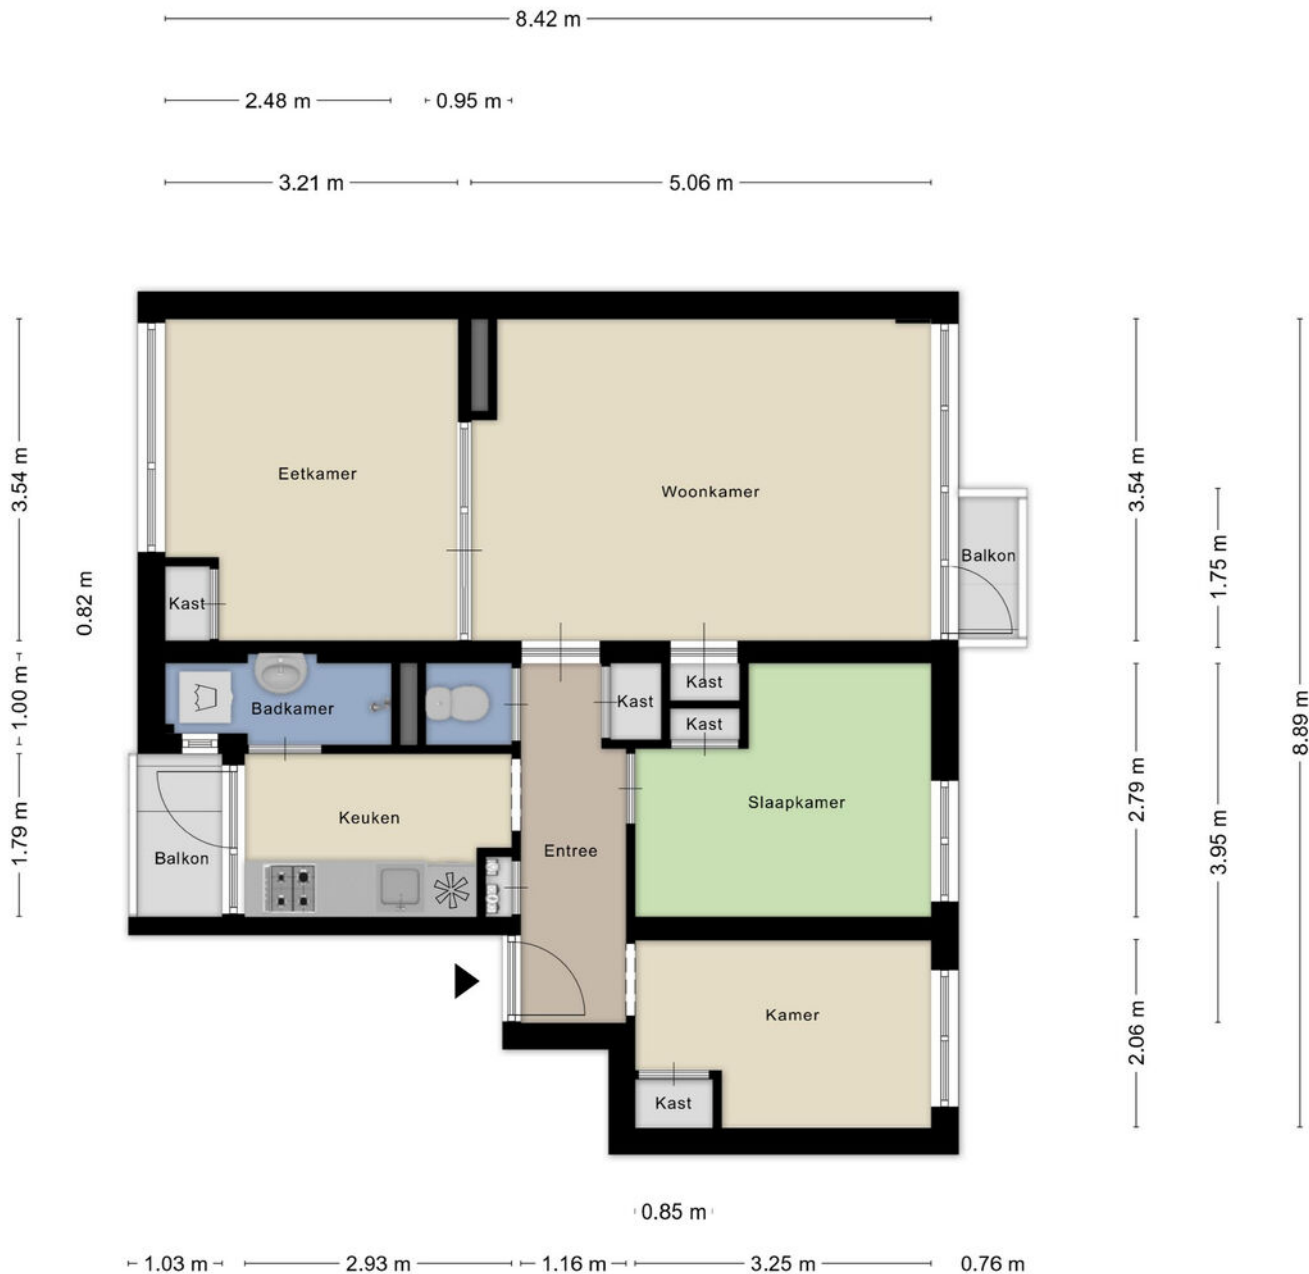 8.42 m
2.48 m
0.95 m
3.21 m
5.06 m
3.54 m
0.82 m
1.00 m
1.79 m
Eetkamer
Woonkamer
Balkon
Kast
Badkamer
Kast
Kast
Kast
Keuken
Slaapkamer
Balkon
Entree
Kamer
Kast
3.54 m
1.75 m
8.89 m
2.79 m
3.95 m
2.06 m
0.85 m
1.03 m
2.93 m
1.16 m
3.25 m
0.76 m